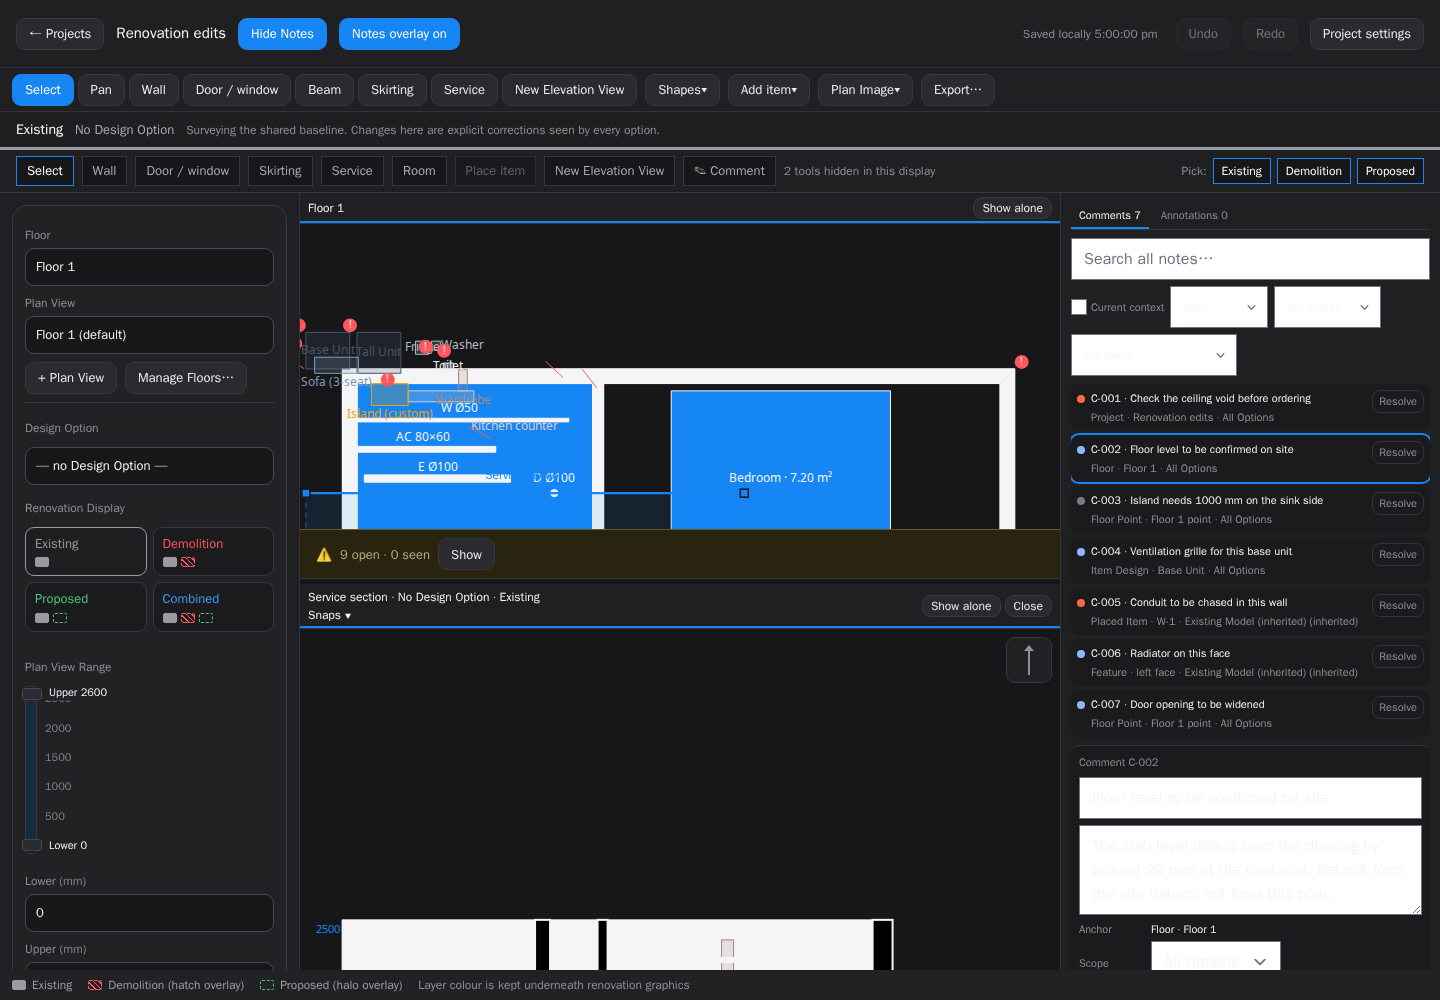 ← Projects
Renovation edits
Hide Notes
Notes overlay on
Saved locally 5:00:00 pm
Undo
Redo
Project settings
Select
Pan
Wall
Door / window
Beam
Skirting
Service
New Elevation View
Shapes▾
Add item▾
Plan Image▾
Export⋯
Existing No Design Option Surveying the shared baseline. Changes here are explicit corrections seen by every option.
Select
Wall
Door / window
Skirting
Service
Room
Place item
New Elevation View
✎ Comment
2 tools hidden in this display
Pick:
Existing
Demolition
Proposed
Floor
Floor 1
Plan View
Floor 1 (default)
+ Plan View
Manage Floors⋯
Design Option
— no Design Option —
Renovation Display
Existing
Demolition
Proposed
Combined
Plan View Range
Upper 2600
2000
1500
1000
500
Lower 0
Lower (mm)
0
Upper (mm)
Floor 1
Show alone
Base Unit
Tall Unit
Washer
Toilet
Sofa (3-seat)
Wardrobe
Island (custom)
W Ø50
Kitchen counter
AC 80×60
E Ø100
D Ø100
Bedroom · 7.20 m²
⚠ 9 open · 0 seen
Show
Service section · No Design Option · Existing
Snaps ▾
Show alone
Close
2500
Comments 7
Annotations 0
Search all notes⋯
Current context
Open
Any priority
Any target
C-001 · Check the ceiling void before ordering
Project · Renovation edits · All Options
Resolve
C-002 · Floor level to be confirmed on site
Floor · Floor 1 · All Options
Resolve
C-003 · Island needs 1000 mm on the sink side
Floor Point · Floor 1 point · All Options
Resolve
C-004 · Ventilation grille for this base unit
Item Design · Base Unit · All Options
Resolve
C-005 · Conduit to be chased in this wall
Placed Item · W-1 · Existing Model (inherited) (inherited)
Resolve
C-006 · Radiator on this face
Feature · left face · Existing Model (inherited) (inherited)
Resolve
C-007 · Door opening to be widened
Floor Point · Floor 1 point · All Options
Resolve
Comment C-002
Floor level to be confirmed on site
The slab level differs from the drawing by
around 20 mm at the east end. Set out from
the site datum, not from this plan.
Anchor Floor · Floor 1
Scope All Options
Existing
Demolition (hatch overlay)
Proposed (halo overlay)
Layer colour is kept underneath renovation graphics